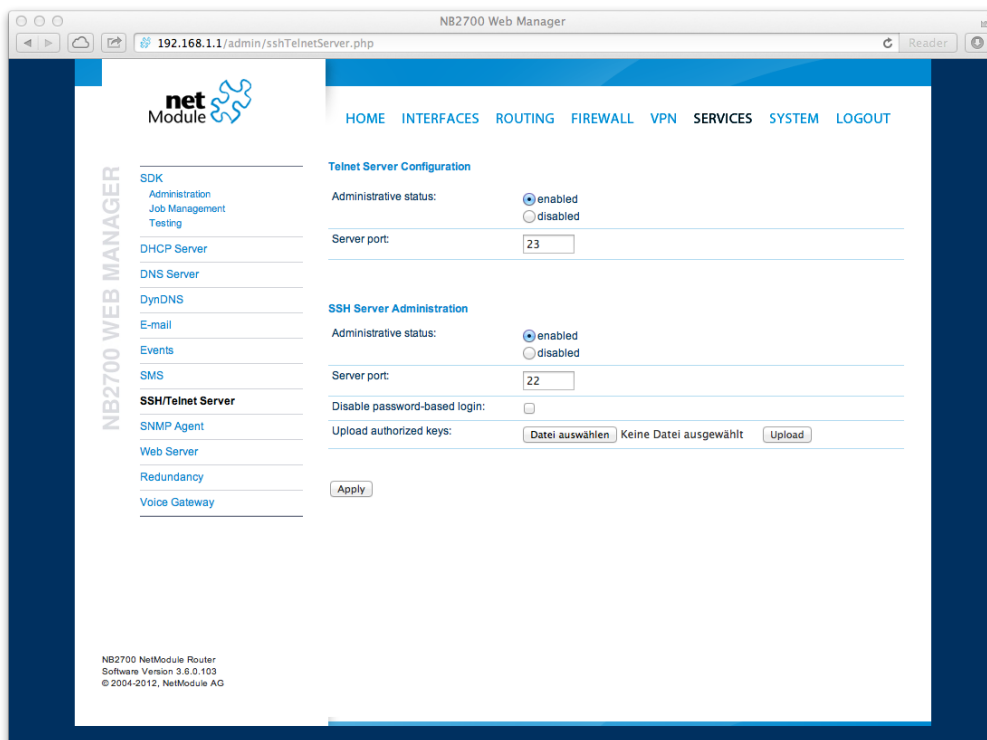 NB2700 Web Manager
192.168.1.1/admin/sshTelnetServer.php
Reader
net
Module
HOME INTERFACES ROUTING FIREWALL VPN SERVICES SYSTEM LOGOUT
NB2700 WEB MANAGER
SDK
Administration
Job Management
Testing
DHCP Server
DNS Server
DynDNS
E-mail
Events
SMS
SSH/Telnet Server
SNMP Agent
Web Server
Redundancy
Voice Gateway
Telnet Server Configuration
Administrative status:
enabled
disabled
Server port:
23
SSH Server Administration
Administrative status:
enabled
disabled
Server port:
22
Disable password-based login:
Upload authorized keys:
Datei auswählen Keine Datei ausgewählt Upload
Apply
NB2700 NetModule Router
Software Version 3.6.0.103
© 2004-2012, NetModule AG